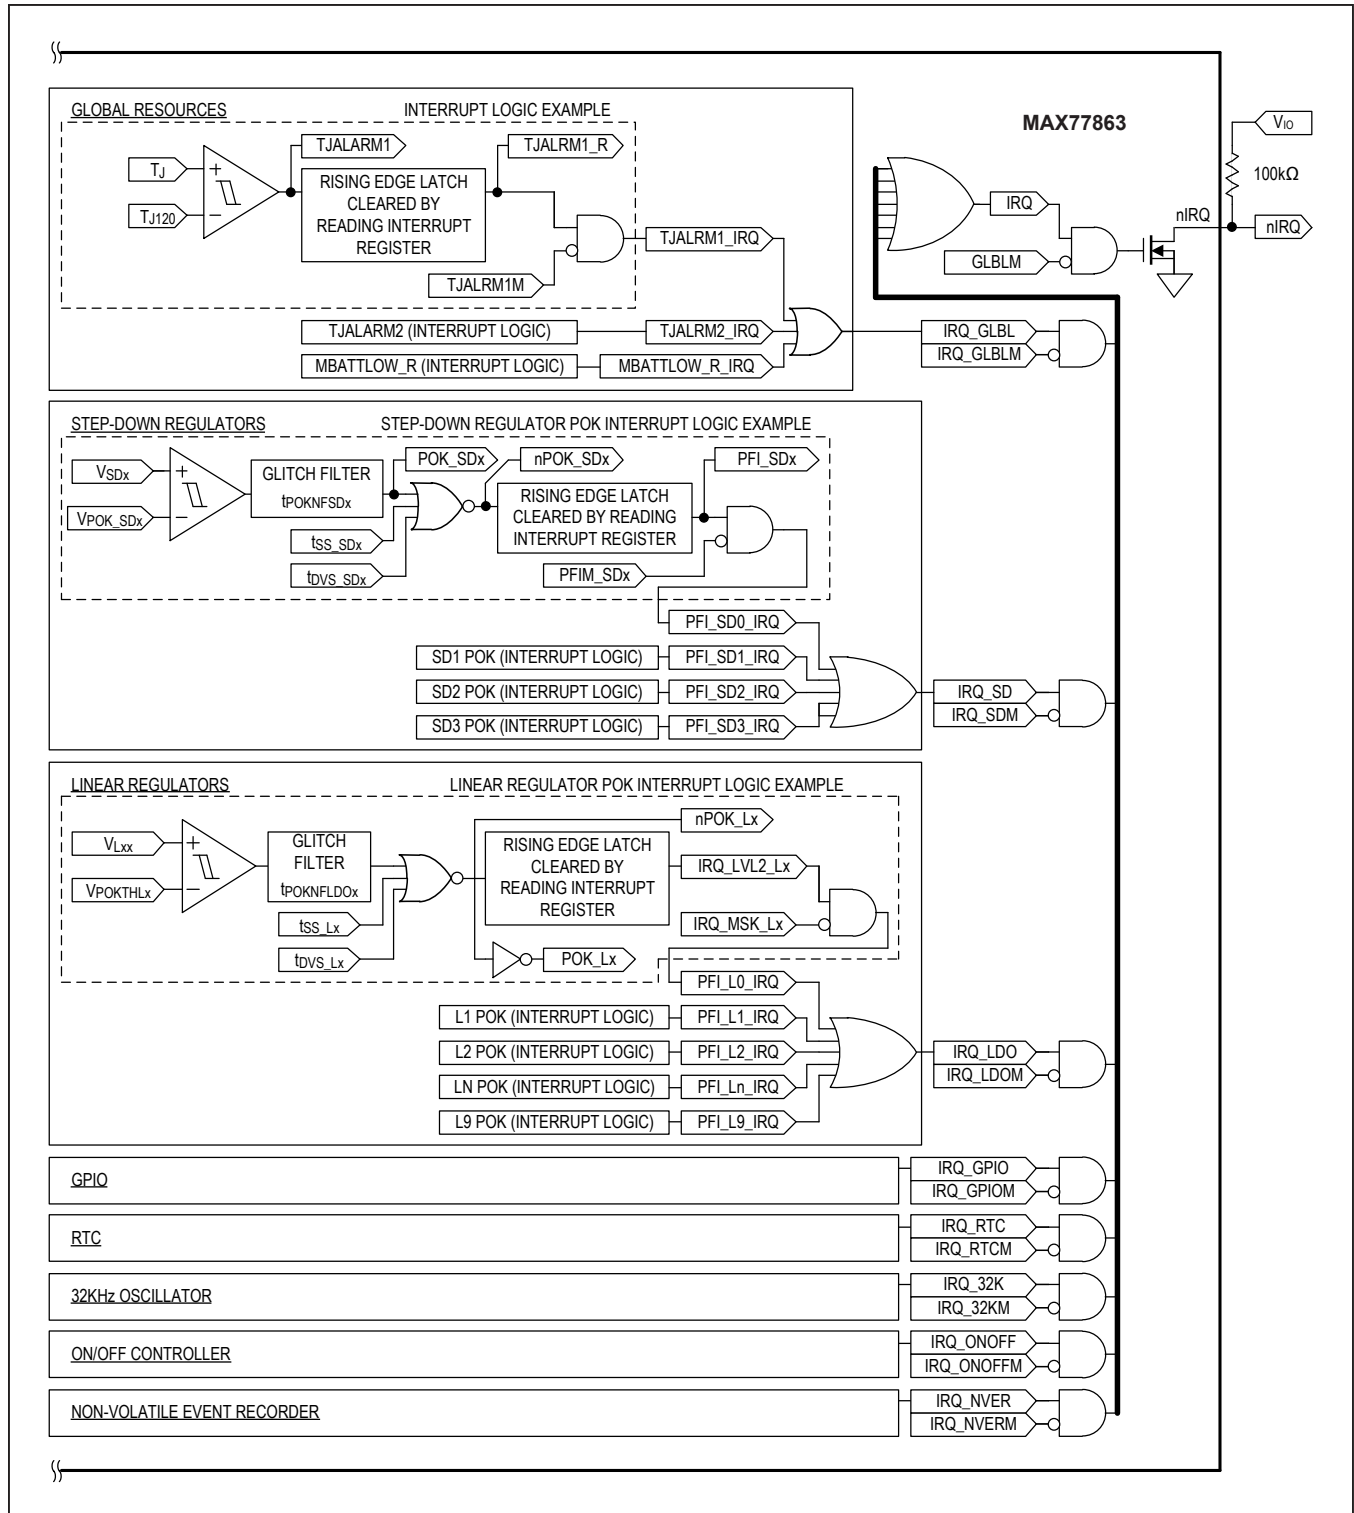 GLOBAL RESOURCES
INTERRUPT LOGIC EXAMPLE
MAX77863
TJALARM1
TJALRM1_R
TJ
TJ120
+
−
RISING EDGE LATCH
CLEARED BY
READING INTERRUPT
REGISTER
TJALRM1M
TJALRM1_IRQ
TJALARM2 (INTERRUPT LOGIC)
TJALRM2_IRQ
MBATTLOW_R (INTERRUPT LOGIC)
MBATTLOW_R_IRQ
IRQ_GLBL
IRQ_GLBLM
IRQ
GLBLM
nIRQ
VIO
100kΩ
nIRQ
STEP-DOWN REGULATORS
STEP-DOWN REGULATOR POK INTERRUPT LOGIC EXAMPLE
VSDx
VPOK_SDx
+
−
GLITCH FILTER
tPOKNFSDx
POK_SDx
nPOK_SDx
PFI_SDx
tSS_SDx
tDVS_SDx
RISING EDGE LATCH
CLEARED BY READING
INTERRUPT REGISTER
PFIM_SDx
PFI_SD0_IRQ
SD1 POK (INTERRUPT LOGIC)
PFI_SD1_IRQ
SD2 POK (INTERRUPT LOGIC)
PFI_SD2_IRQ
SD3 POK (INTERRUPT LOGIC)
PFI_SD3_IRQ
IRQ_SD
IRQ_SDM
LINEAR REGULATORS
LINEAR REGULATOR POK INTERRUPT LOGIC EXAMPLE
VLxx
VPOKTHLx
+
−
GLITCH
FILTER
tPOKNFLDOx
tSS_Lx
tDVS_Lx
RISING EDGE LATCH
CLEARED BY
READING INTERRUPT
REGISTER
nPOK_Lx
IRQ_LVL2_Lx
IRQ_MSK_Lx
POK_Lx
PFI_L0_IRQ
L1 POK (INTERRUPT LOGIC)
PFI_L1_IRQ
L2 POK (INTERRUPT LOGIC)
PFI_L2_IRQ
LN POK (INTERRUPT LOGIC)
PFI_Ln_IRQ
L9 POK (INTERRUPT LOGIC)
PFI_L9_IRQ
IRQ_LDO
IRQ_LDOM
GPIO
IRQ_GPIO
IRQ_GPIOM
RTC
IRQ_RTC
IRQ_RTCM
32KHz OSCILLATOR
IRQ_32K
IRQ_32KM
ON/OFF CONTROLLER
IRQ_ONOFF
IRQ_ONOFFM
NON-VOLATILE EVENT RECORDER
IRQ_NVER
IRQ_NVERM